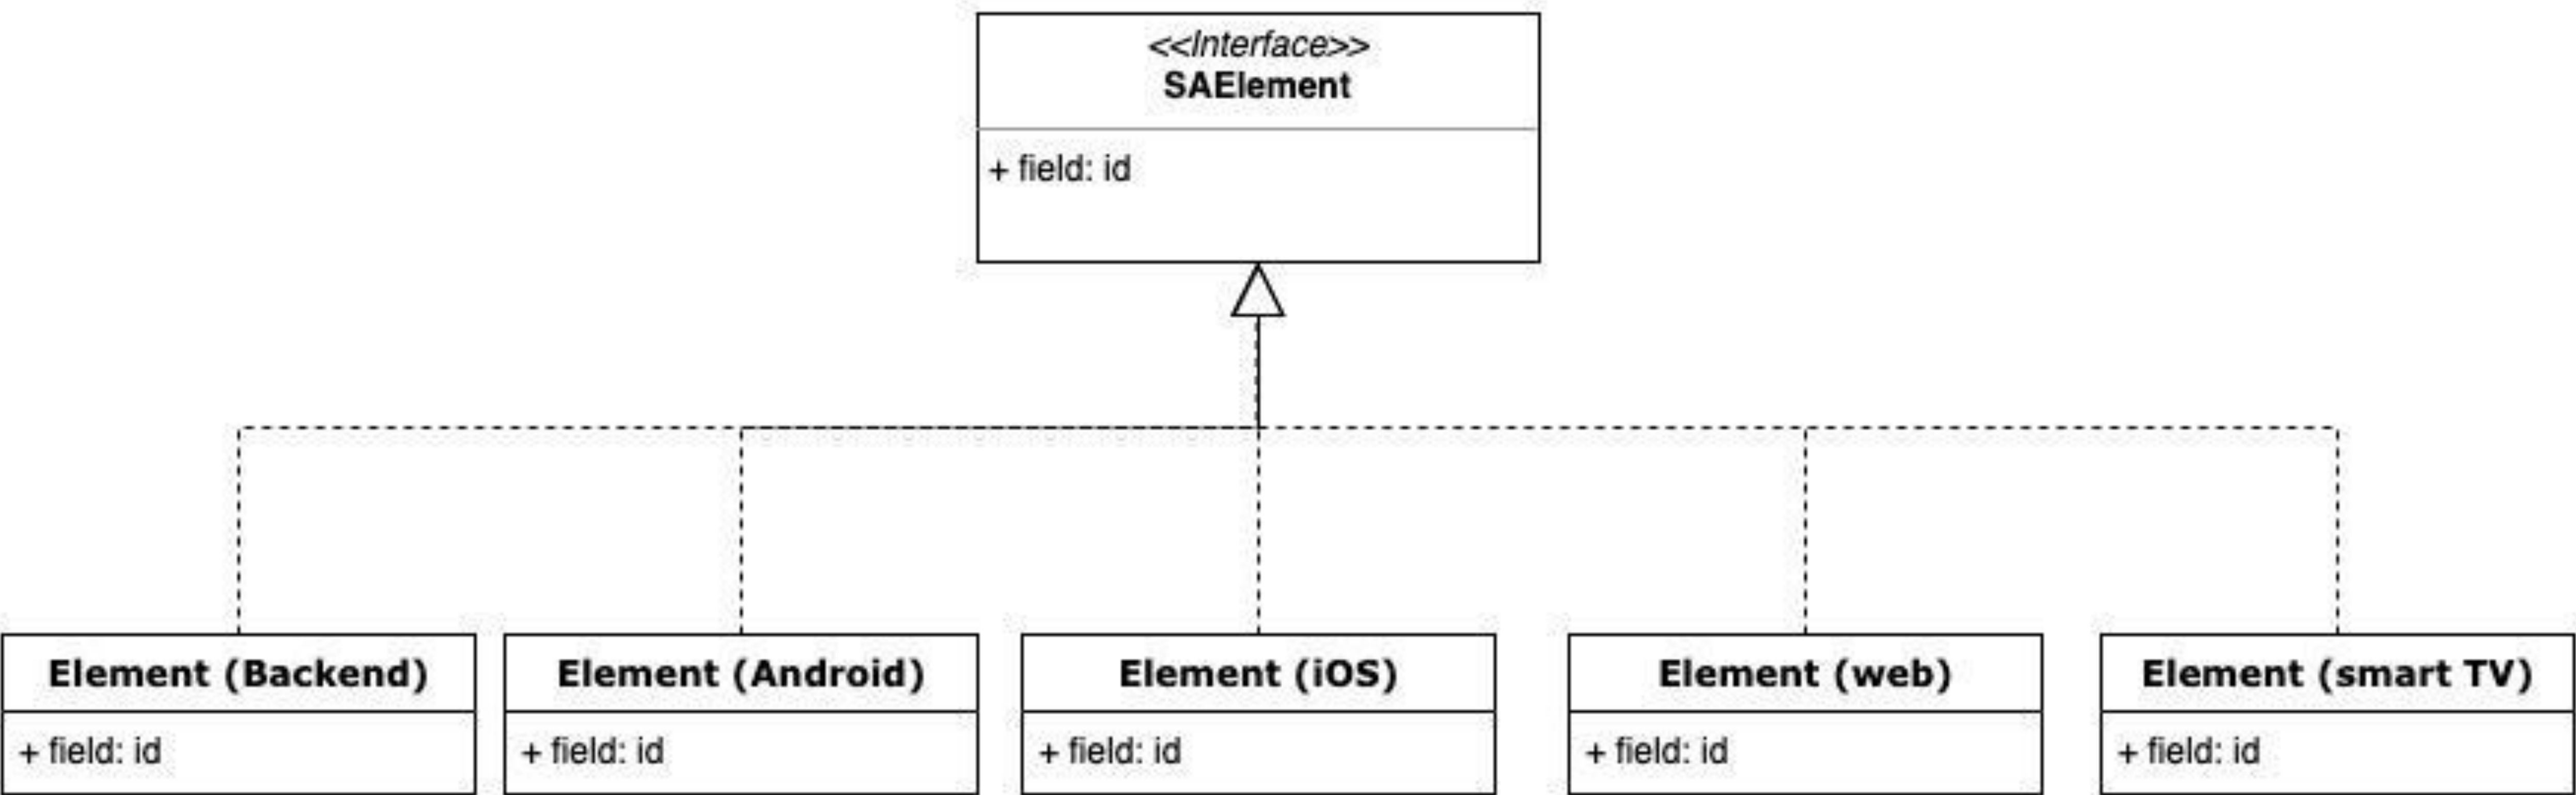 <<Interface>>
SAElement
+ field: id
Element (Backend)
+ field: id
Element (Android)
+ field: id
Element (iOS)
+ field: id
Element (web)
+ field: id
Element (smart TV)
+ field: id